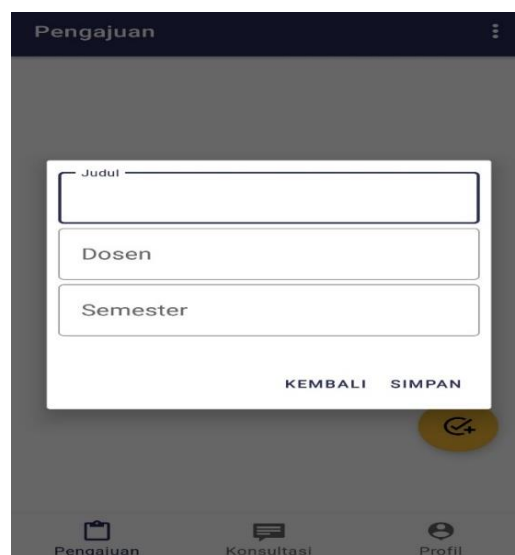 Pengajuan
Judul
Dosen
Semester
KEMBALI SIMPAN
Pengajuan Konsultasi Profil